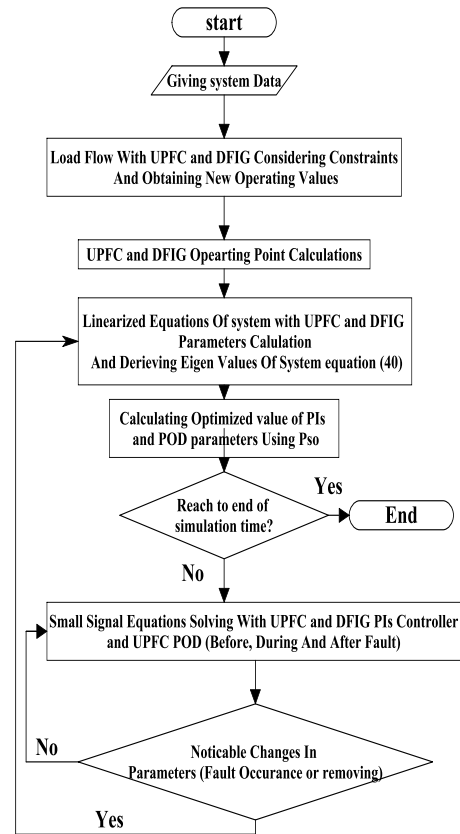 start
Giving system Data
Load Flow With UPFC and DFIG Considering Constraints
And Obtaining New Operating Values
UPFC and DFIG Opearting Point Calculations
Linearized Equations Of system with UPFC and DFIG
Parameters Calulation
And Derieving Eigen Values Of System equation (40)
Calculating Optimized value of PIs
and POD parameters Using Pso
Reach to end of
simulation time?
Yes
End
No
Small Signal Equations Solving With UPFC and DFIG PIs Controller
and UPFC POD (Before, During And After Fault)
Noticable Changes In
Parameters (Fault Occurance or removing)
No
Yes